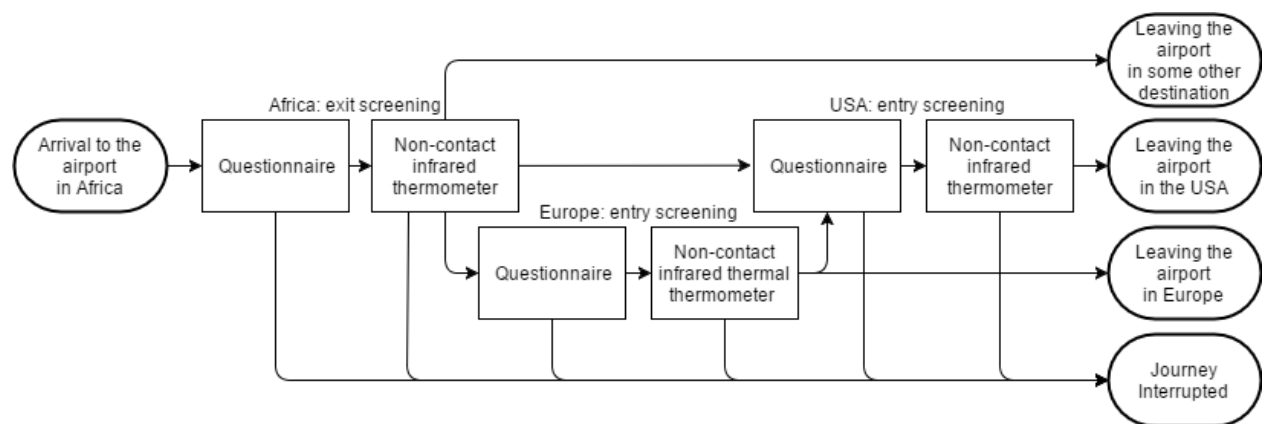 Leaving the
airport
in some other
destination
Africa: exit screening
USA: entry screening
Arrival to the
airport
in Africa
Questionnaire
Non-contact
infrared
thermometer
Questionnaire
Non-contact
infrared
thermometer
Leaving the
airport
in the USA
Europe: entry screening
Questionnaire
Non-contact
infrared thermal
thermometer
Leaving the
airport
in Europe
Journey
Interrupted